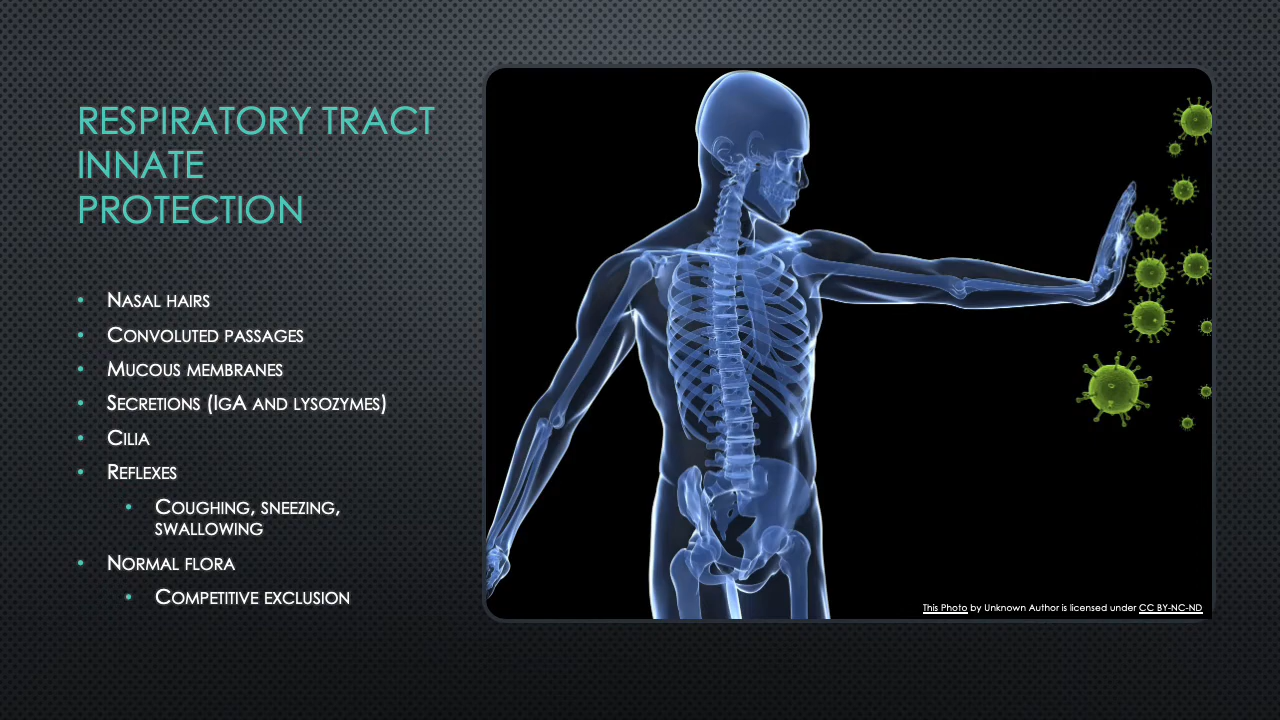 RESPIRATORY TRACT
INNATE
PROTECTION
• NASAL HAIRS
• CONVOLUTED PASSAGES
• MUCOUS MEMBRANES
• SECRETIONS (IGA AND LYSOZYMES)
• CILIA
• REFLEXES
• COUGHING, SNEEZING,
SWALLOWING
• NORMAL FLORA
• COMPETITIVE EXCLUSION
This Photo by Unknown Author is licensed under CC BY-NC-ND